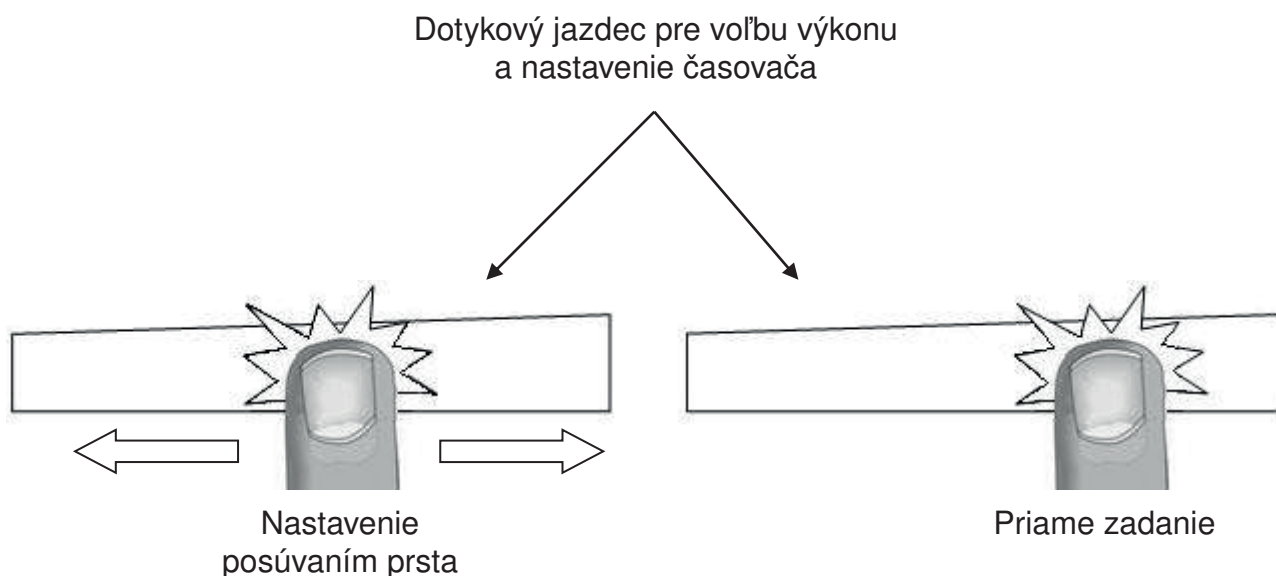 Dotykový jazdec pre voľbu výkonu
a nastavenie časovača
Nastavenie
posúvaním prsta
Priame zadanie